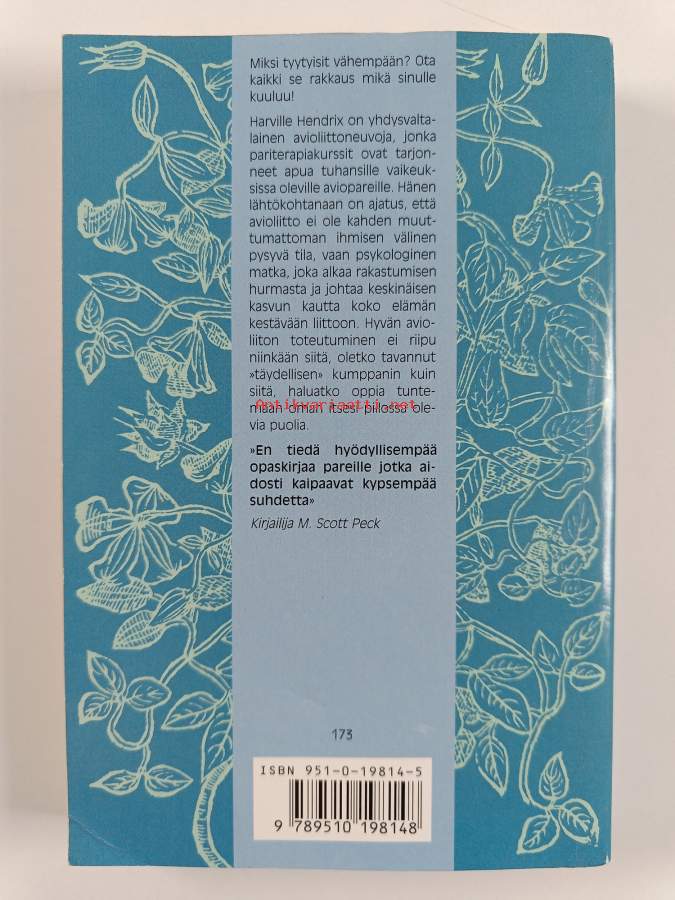 Miksi tyytyisit vähempään? Ota
kaikki se rakkaus mikä sinulle
kuuluu!
Harville Hendrix on yhdysvalta-
lainen avioliittoneuvoja, jonka
pariterapiakurssit ovat tarjon-
neet apua tuhansille vaikeuk-
sissa oleville aviopareille. Hänen
lähtökohtanaan on ajatus, että
avioliitto ei ole kahden muut-
tumattoman ihmisen välinen
pysyvä tila, vaan psykologinen
matka, joka alkaa rakastumisen
hurmasta ja johtaa keskinäisen
kasvun kautta koko elämän
kestävään liittoon. Hyvän avio-
liiton toteutuminen ei riipu
niinkään siitä, oletko tavannut
»täydellisen» kumppanin kuin
siitä, haluatko oppia tunte-
Antikvariaatti.net
maan oman itsesi piilossa ole-
via puolia.
»En tiedä hyödyllisempää
opaskirjaa pareille jotka ai-
dosti kaipaavat kypsempää
suhdetta»
Kirjailija M. Scott Peck
173
ISBN 951-0-19814-5
9 789510 198148